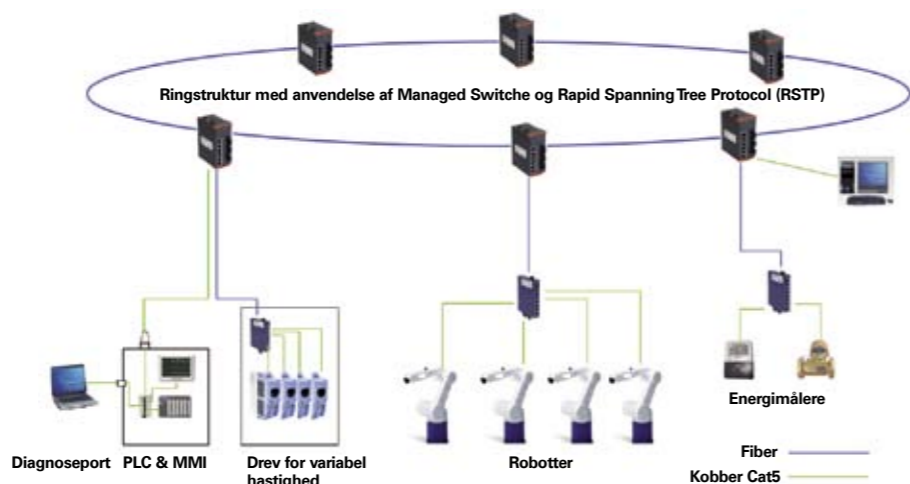 Ringstruktur med anvendelse af Managed Switche og Rapid Spanning Tree Protocol (RSTP)
Energimålere
Diagnoseport
PLC & MMI
Drev for variabel
hastighed
Robotter
Fiber
Kobber Cat5